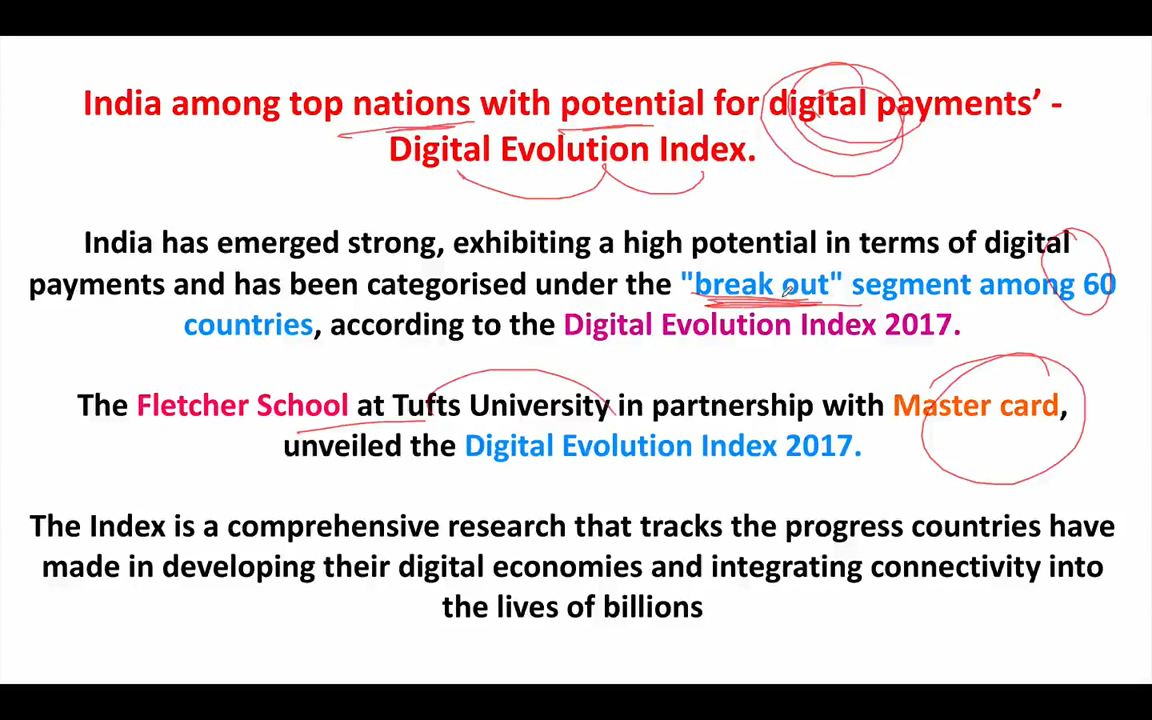 India among top nations with potential for digital payments’ -
Digital Evolution Index.
India has emerged strong, exhibiting a high potential in terms of digital
payments and has been categorised under the "break out" segment among 60
countries, according to the Digital Evolution Index 2017.
The Fletcher School at Tufts University in partnership with Master card,
unveiled the Digital Evolution Index 2017.
The Index is a comprehensive research that tracks the progress countries have
made in developing their digital economies and integrating connectivity into
the lives of billions